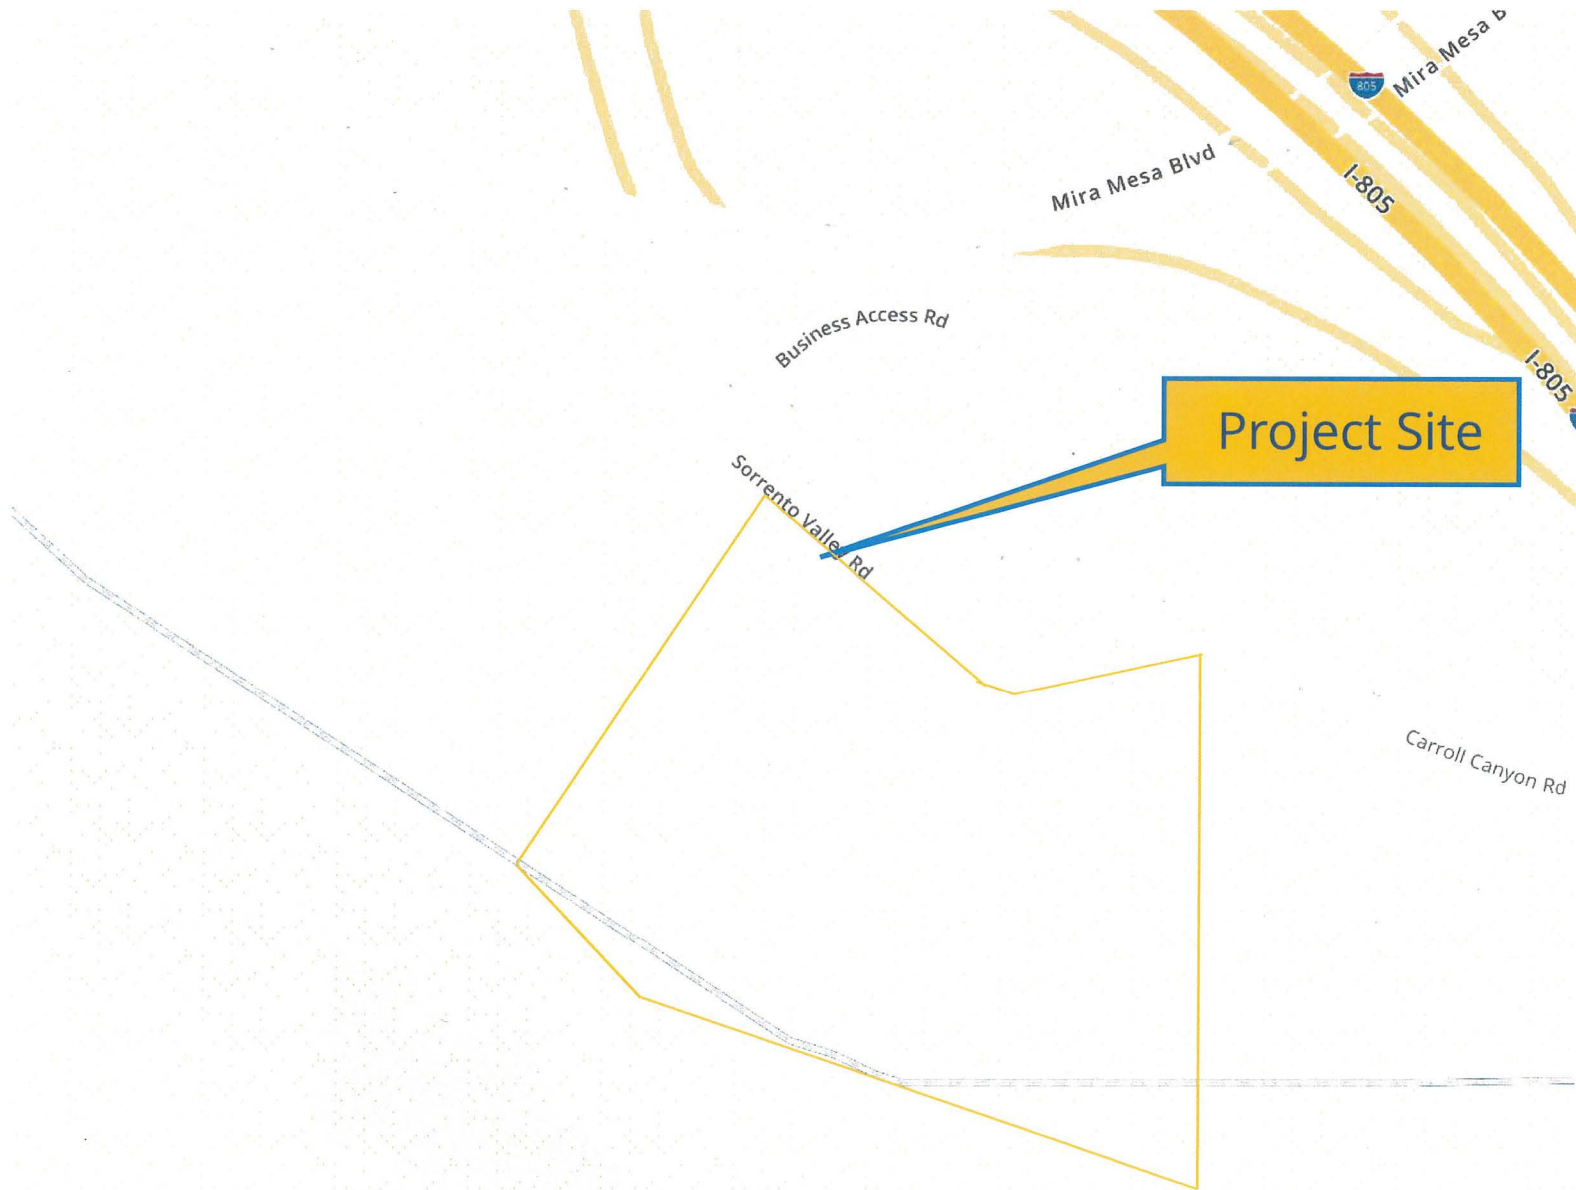 Mira Mesa B
805
Mira Mesa Blvd
I-805
Business Access Rd
I-805
Project Site
Sorrento Valley Rd
Carroll Canyon Rd